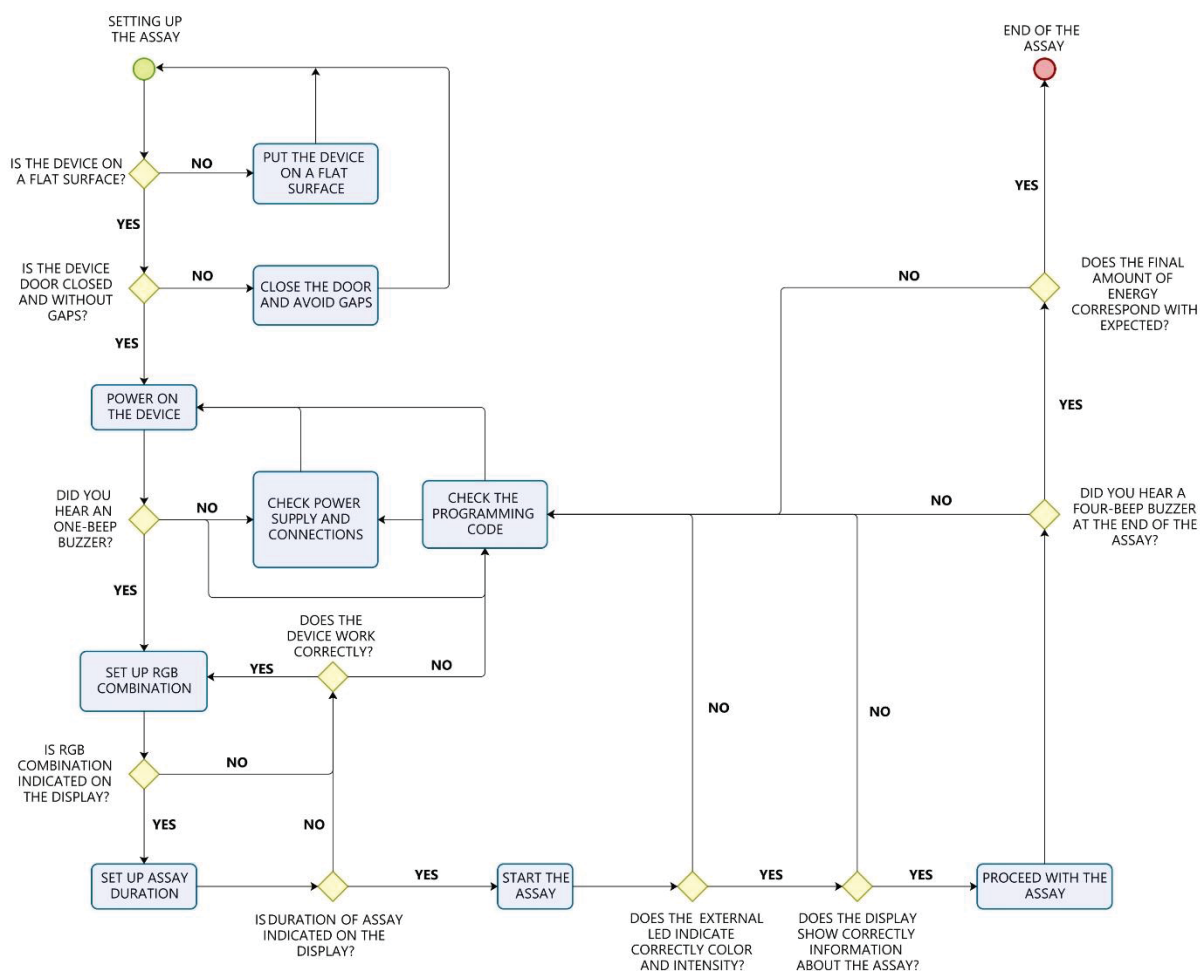 SETTING UP
THE ASSAY
END OF THE
ASSAY
IS THE DEVICE ON
A FLAT SURFACE?
NO
PUT THE DEVICE
ON A FLAT
SURFACE
YES
YES
IS THE DEVICE
DOOR CLOSED
AND WITHOUT
GAPS?
NO
CLOSE THE DOOR
AND AVOID GAPS
NO
DOES THE FINAL
AMOUNT OF
ENERGY
CORRESPOND WITH
EXPECTED?
YES
POWER ON
THE DEVICE
YES
DID YOU
HEAR AN
ONE-BEEP
BUZZER?
NO
CHECK POWER
SUPPLY AND
CONNECTIONS
CHECK THE
PROGRAMMING
CODE
NO
DID YOU HEAR A
FOUR-BEEP BUZZER
AT THE END OF THE
ASSAY?
YES
DOES THE
DEVICE WORK
CORRECTLY?
SET UP RGB
COMBINATION
YES
NO
NO
NO
IS RGB
COMBINATION
INDICATED ON
THE DISPLAY?
NO
YES
NO
SET UP ASSAY
DURATION
YES
START THE
ASSAY
YES
YES
PROCEED WITH THE
ASSAY
IS DURATION OF ASSAY
INDICATED ON THE
DISPLAY?
DOES THE EXTERNAL
LED INDICATE
CORRECTLY COLOR
AND INTENSITY?
DOES THE DISPLAY
SHOW CORRECTLY
INFORMATION
ABOUT THE ASSAY?